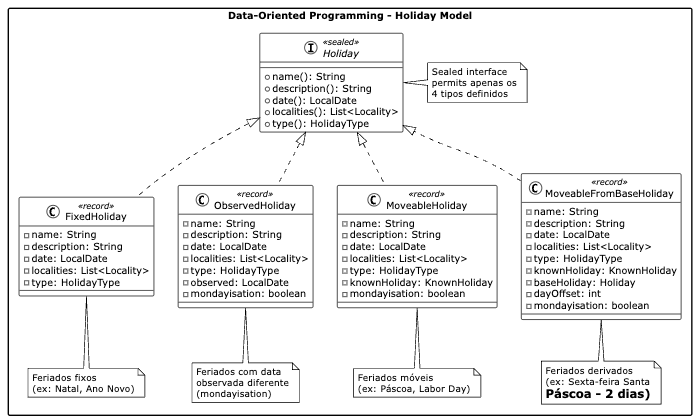 Data-Oriented Programming - Holiday Model
I
«sealed»
Holiday
name(): String
description(): String
date(): LocalDate
localities(): List<Locality>
type(): HolidayType
Sealed interface
permits apenas os
4 tipos definidos
C
«record»
FixedHoliday
name: String
description: String
date: LocalDate
localities: List<Locality>
type: HolidayType
C
«record»
ObservedHoliday
name: String
description: String
date: LocalDate
localities: List<Locality>
type: HolidayType
observed: LocalDate
mondayisation: boolean
C
«record»
MoveableHoliday
name: String
description: String
date: LocalDate
localities: List<Locality>
type: HolidayType
knownHoliday: KnownHoliday
mondayisation: boolean
C
«record»
MoveableFromBaseHoliday
name: String
description: String
date: LocalDate
localities: List<Locality>
type: HolidayType
knownHoliday: KnownHoliday
baseHoliday: Holiday
dayOffset: int
mondayisation: boolean
Feriados fixos
(ex: Natal, Ano Novo)
Feriados com data
observada diferente
(mondayisation)
Feriados móveis
(ex: Páscoa, Labor Day)
Feriados derivados
(ex: Sexta-feira Santa
Páscoa - 2 dias)